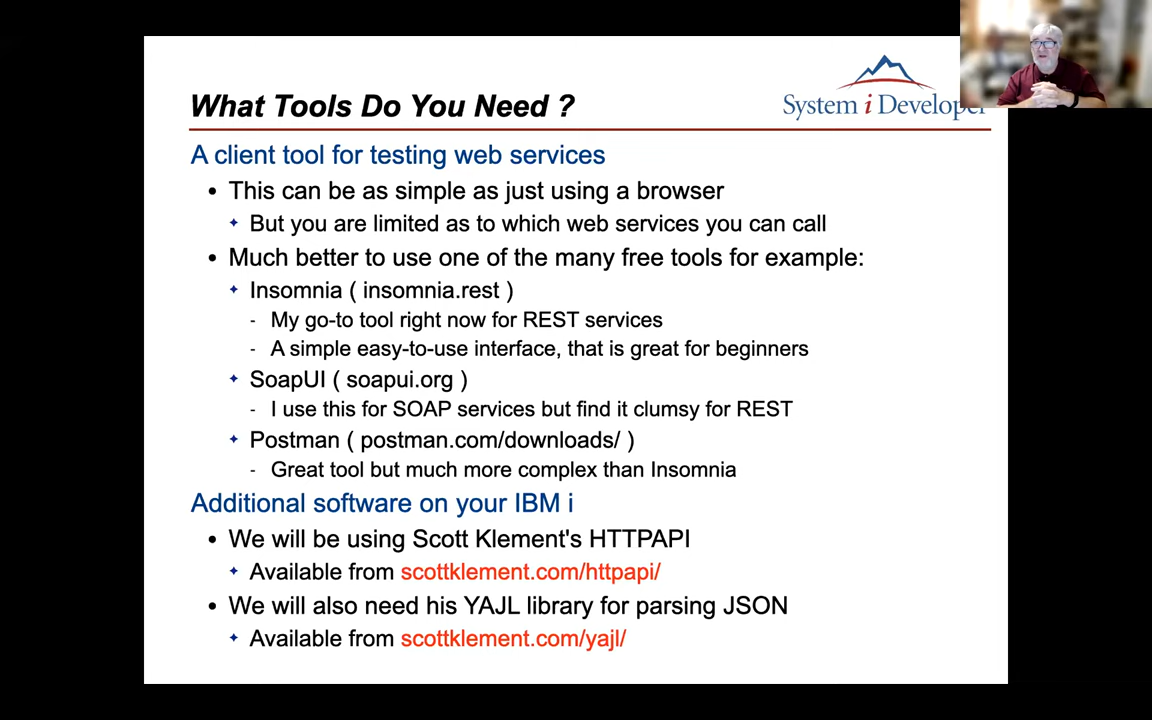 What Tools Do You Need ?
System i Developer
A client tool for testing web services
• This can be as simple as just using a browser
✦ But you are limited as to which web services you can call
• Much better to use one of the many free tools for example:
✦ Insomnia ( insomnia.rest )
- My go-to tool right now for REST services
- A simple easy-to-use interface, that is great for beginners
✦ SoapUI ( soapui.org )
- I use this for SOAP services but find it clumsy for REST
✦ Postman ( postman.com/downloads/ )
- Great tool but much more complex than Insomnia
Additional software on your IBM i
• We will be using Scott Klement's HTTPAPI
✦ Available from scottklement.com/httpapi/
• We will also need his YAJL library for parsing JSON
✦ Available from scottklement.com/yajl/